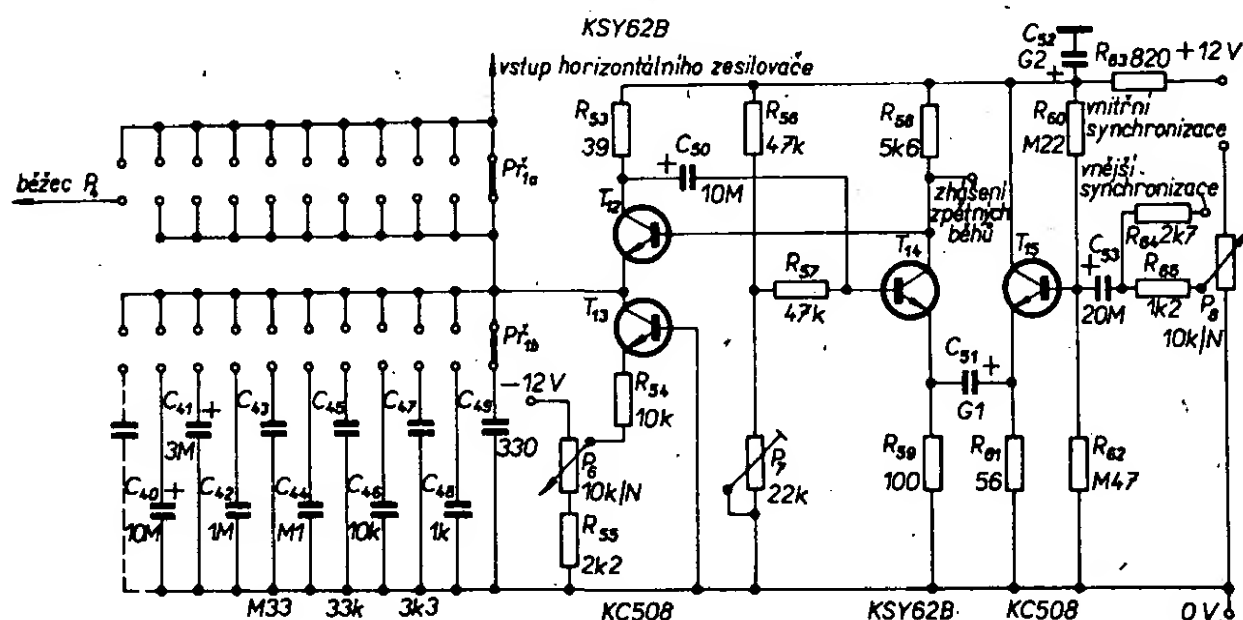 KSY62B
vstup horizontálního zesilovače
C52
G2 +
R63 820
+12V
vnitřní
synchronizace
R53
39
R56
47k
R58
5k6
R60
M22
+ C50
10M
běžec P4
Př1a
T12
zhášení
zpětných
běhů
vnější
synchronizace
R64
2k7
T14
T15
+ C53
20M
R65
1k2
P8
10k/N
R57
47k
T13
Př1b
C51 +
G1
-12V
R54
10k
C41 +
3M
C43
C45
C47
C49
330
P6
10k/N
P7
22k
R59
100
R61
56
R62
M47
C40 +
10M
C42
1M
C44
M1
C46
10k
C48
1k
R55
2k2
M33
33k
3k3
KC508
KSY62B
KC508
0V